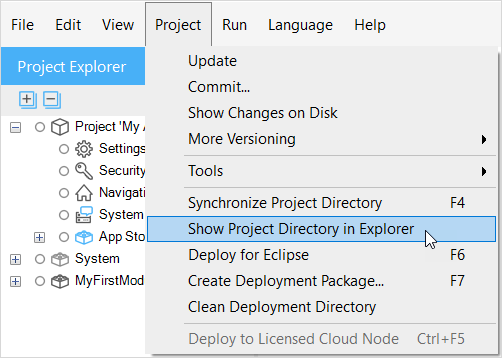 File Edit View Project Run Language Help
Project Explorer
Project 'My A
Settings
Security
Navigati
System
App Sto
System
MyFirstMod
Update
Commit...
Show Changes on Disk
More Versioning
Tools
Synchronize Project Directory F4
Show Project Directory in Explorer
Deploy for Eclipse F6
Create Deployment Package... F7
Clean Deployment Directory
Deploy to Licensed Cloud Node Ctrl+F5